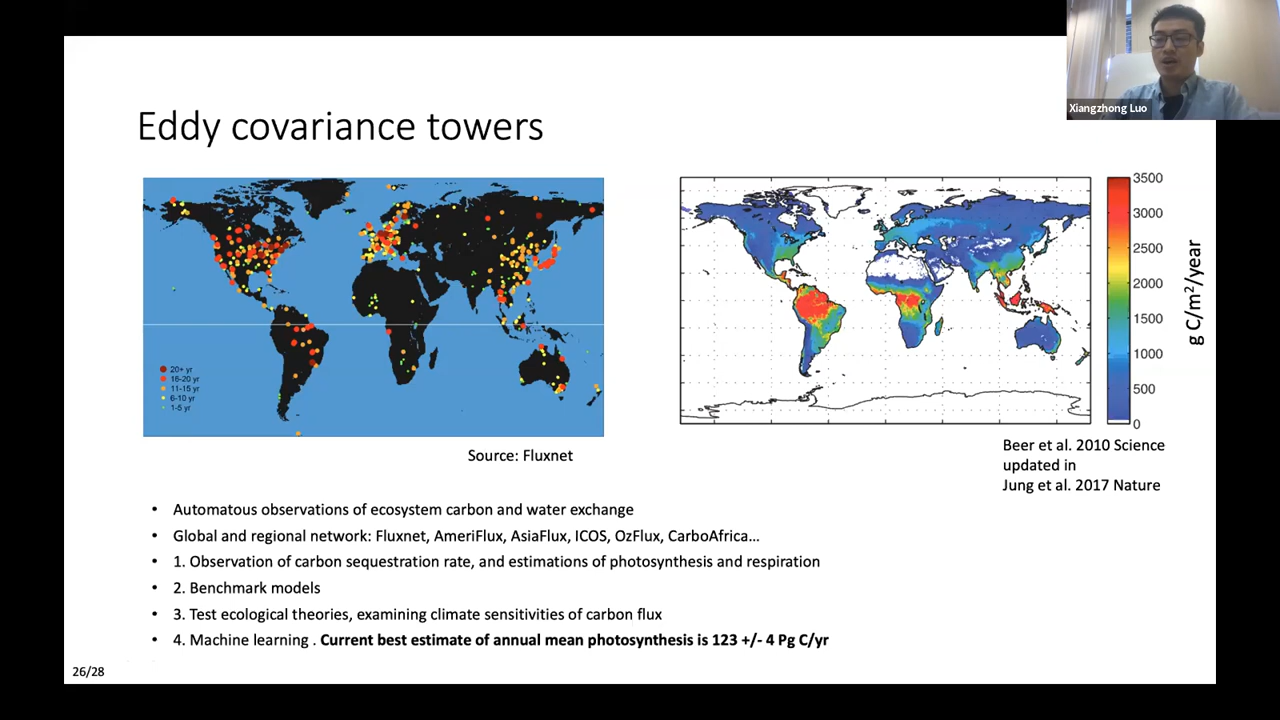 Xiangzhong Luo
Eddy covariance towers
20+ yr
16-20 yr
11-15 yr
6-10 yr
1-5 yr
Source: Fluxnet
3500
3000
2500
2000
1500
1000
500
0
g C/m²/year
Beer et al. 2010 Science
updated in
Jung et al. 2017 Nature
• Automatous observations of ecosystem carbon and water exchange
• Global and regional network: Fluxnet, AmeriFlux, AsiaFlux, ICOS, OzFlux, CarboAfrica...
• 1. Observation of carbon sequestration rate, and estimations of photosynthesis and respiration
• 2. Benchmark models
• 3. Test ecological theories, examining climate sensitivities of carbon flux
• 4. Machine learning . Current best estimate of annual mean photosynthesis is 123 +/- 4 Pg C/yr
26/28